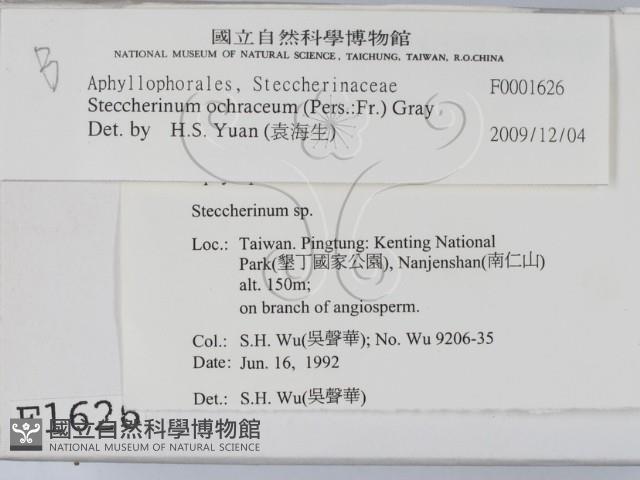 B
國立自然科學博物館
NATIONAL MUSEUM OF NATURAL SCIENCE, TAICHUNG, TAIWAN, R.O.CHINA
Aphyllophorales, Steccherinaceae F0001626
Steccherinum ochraceum (Pers.:Fr.) Gray
Det. by H.S. Yuan (袁海生) 2009/12/04
Steccherinum sp.
Loc.: Taiwan. Pingtung: Kenting National
Park(墾丁國家公園), Nanjenshan(南仁山)
alt. 150m;
on branch of angiosperm.
Col.: S.H. Wu(吳聲華); No. Wu 9206-35
Date: Jun. 16, 1992
Det.: S.H. Wu(吳聲華)
F1626
國立自然科學博物館
NATIONAL MUSEUM OF NATURAL SCIENCE